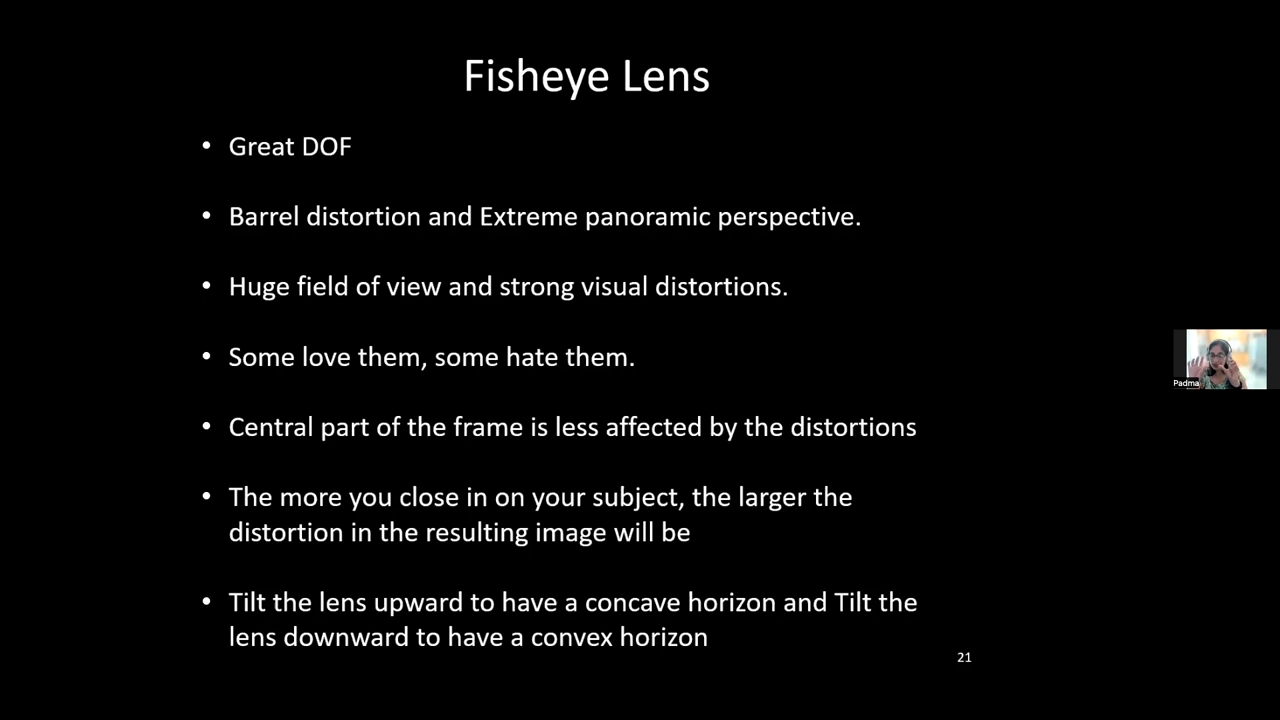 Fisheye Lens
• Great DOF
• Barrel distortion and Extreme panoramic perspective.
• Huge field of view and strong visual distortions.
• Some love them, some hate them.
• Central part of the frame is less affected by the distortions
• The more you close in on your subject, the larger the
distortion in the resulting image will be
• Tilt the lens upward to have a concave horizon and Tilt the
lens downward to have a convex horizon
21
Padma